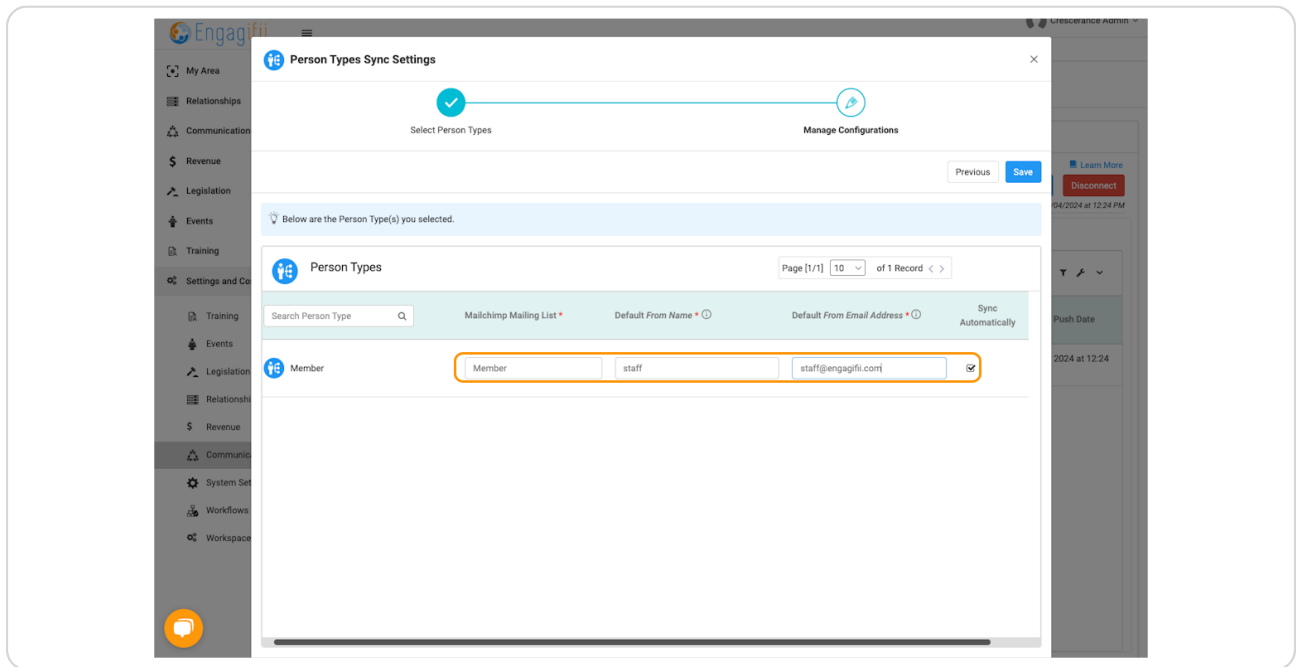 Engagifii
Crescerance Admin
My Area
Relationships
Communication
Revenue
Legislation
Events
Training
Settings and Co
Training
Events
Legislation
Relationshi
Revenue
Communica
System Set
Workflows
Workspace
Person Types Sync Settings
Select Person Types
Manage Configurations
Previous
Save
Below are the Person Type(s) you selected.
Person Types
Page [1/1] 10 of 1 Record
Search Person Type
Mailchimp Mailing List *
Default From Name *
Default From Email Address *
Sync
Automatically
Member
Member
staff
staff@engagifii.com
Learn More
Disconnect
/04/2024 at 12:24 PM
Push Date
2024 at 12:24